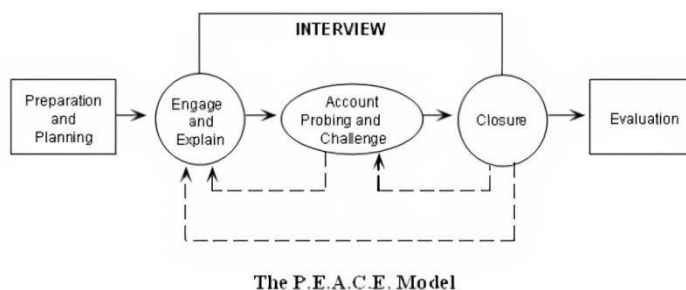 INTERVIEW
Preparation
and
Planning
Engage
and
Explain
Account
Probing and
Challenge
Closure
Evaluation
The P.E.A.C.E. Model